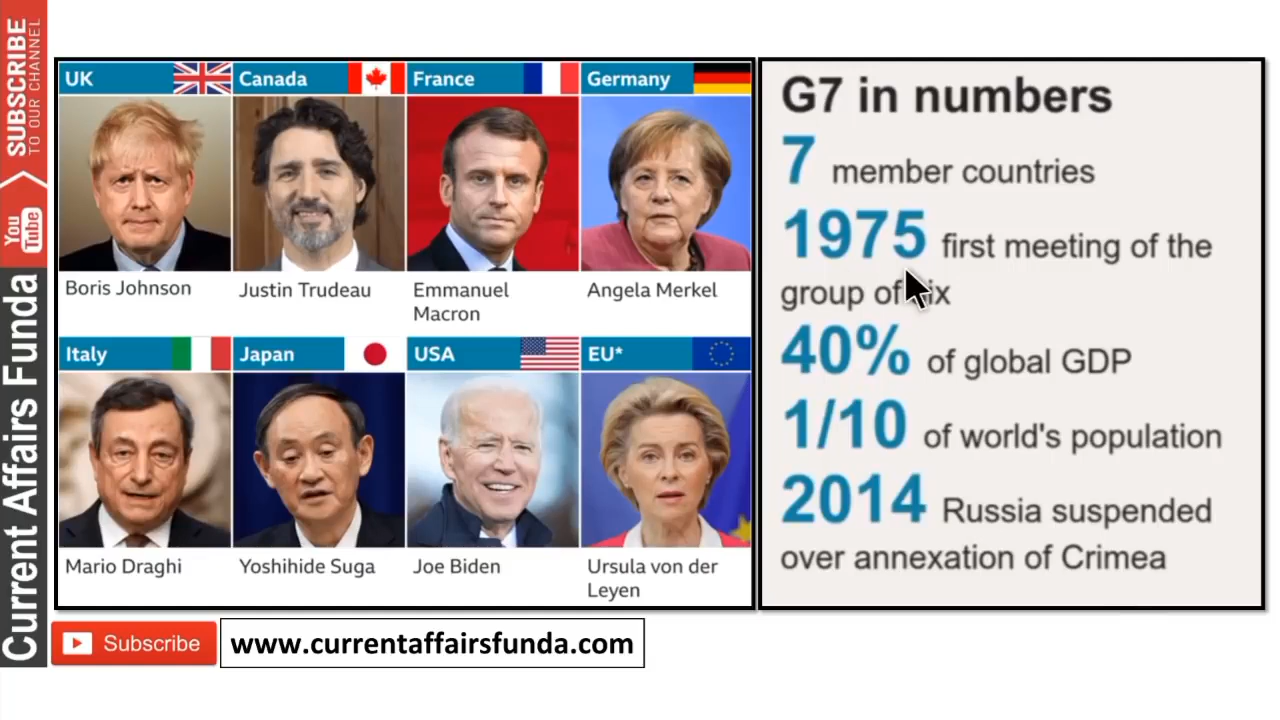 SUBSCRIBE
TO OUR CHANNEL
You
Tube
Current Affairs Funda
UK
Canada
France
Germany
Boris Johnson
Justin Trudeau
Emmanuel
Macron
Angela Merkel
Italy
Japan
USA
EU*
Mario Draghi
Yoshihide Suga
Joe Biden
Ursula von der
Leyen
G7 in numbers
7 member countries
1975 first meeting of the
group of six
40% of global GDP
1/10 of world's population
2014 Russia suspended
over annexation of Crimea
Subscribe
www.currentaffairsfunda.com